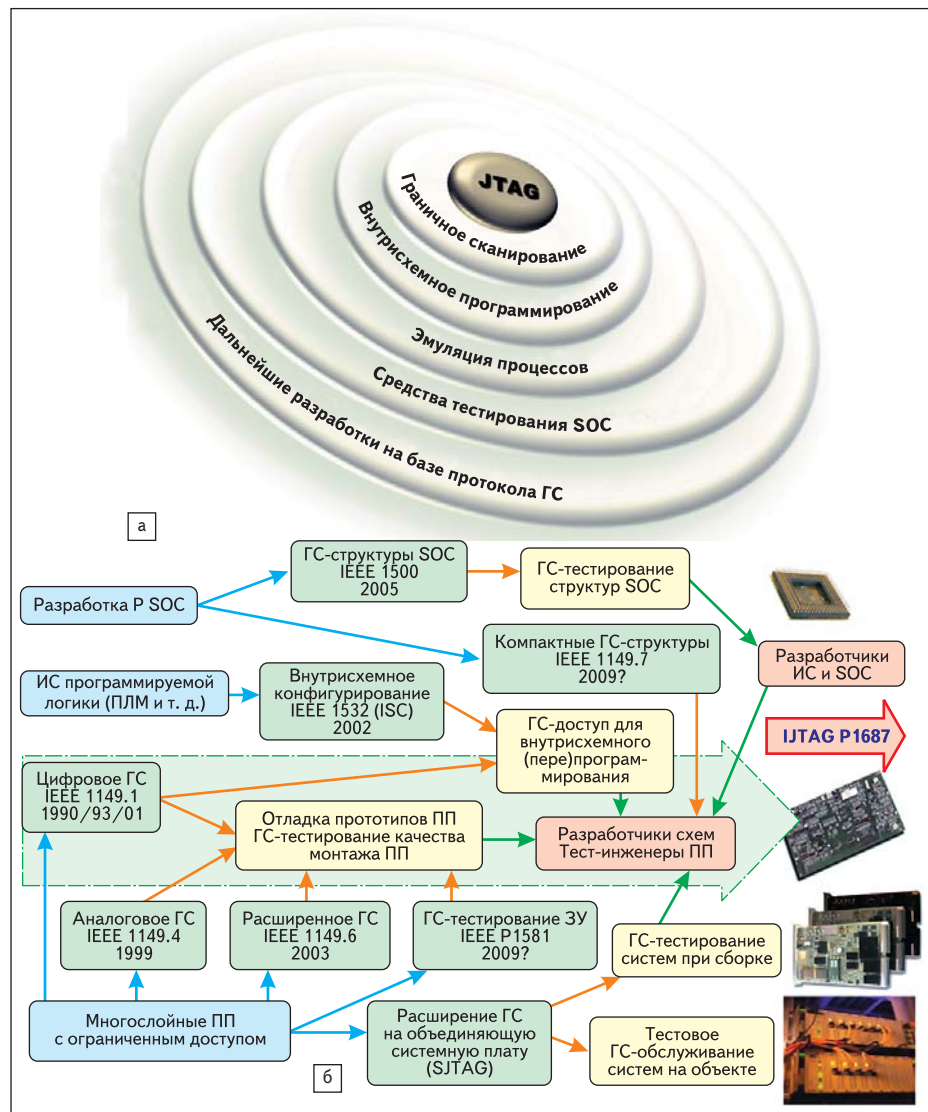 JTAG
Граничное сканирование
Внутрисхемное программирование
Эмуляция процессов
Средства тестирования SOC
Дальнейшие разработки на базе протокола ГС
а
ГС-структуры SOC
IEEE 1500
2005
ГС-тестирование
структур SOC
Разработка Р SOC
Компактные ГС-структуры
IEEE 1149.7
2009?
Разработчики
ИС и SOC
ИС программируемой
логики (ПЛМ и т. д.)
Внутрисхемное
конфигурирование
IEEE 1532 (ISC)
2002
ГС-доступ для
внутрисхемного
(пере)програм-
мирования
IJTAG P1687
Цифровое ГС
IEEE 1149.1
1990/93/01
Отладка прототипов ПП
ГС-тестирование качества
монтажа ПП
Разработчики схем
Тест-инженеры ПП
Аналоговое ГС
IEEE 1149.4
1999
Расширенное ГС
IEEE 1149.6
2003
ГС-тестирование ЗУ
IEEE P1581
2009?
ГС-тестирование
систем при сборке
Многослойные ПП
с ограниченным доступом
Расширение ГС
на объединяющую
системную плату
(SJTAG)
Тестовое
ГС-обслуживание
систем на объекте
б